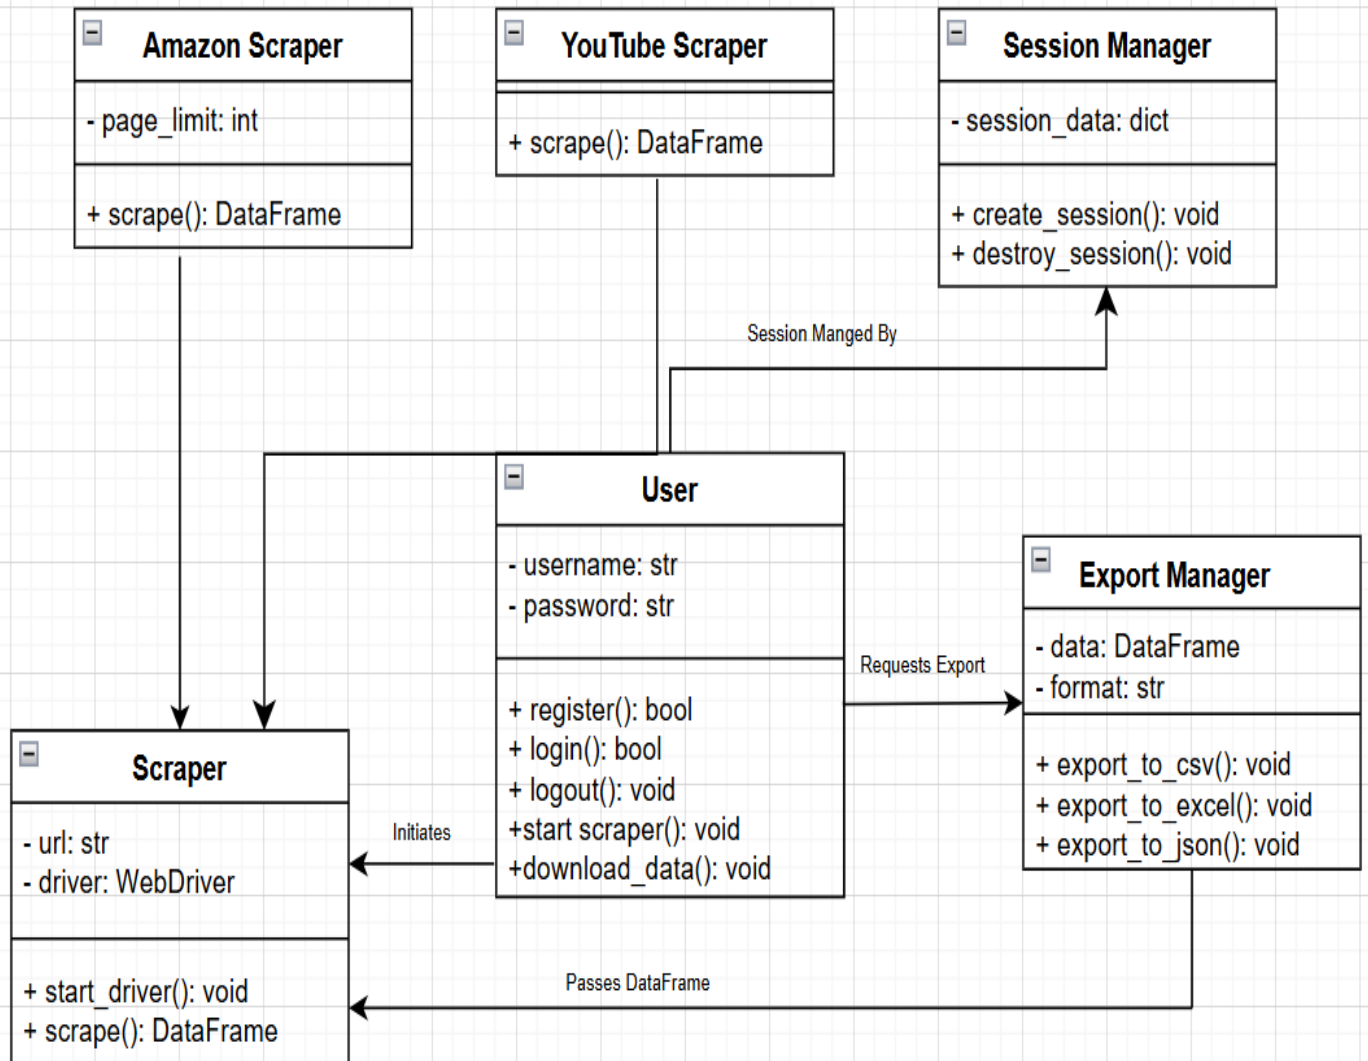 Amazon Scraper
- page_limit: int
+ scrape(): DataFrame
YouTube Scraper
+ scrape(): DataFrame
Session Manager
- session_data: dict
+ create_session(): void
+ destroy_session(): void
Session Manged By
User
- username: str
- password: str
+ register(): bool
+ login(): bool
+ logout(): void
+start scraper(): void
+download_data(): void
Requests Export
Export Manager
- data: DataFrame
- format: str
+ export_to_csv(): void
+ export_to_excel(): void
+ export_to_json(): void
Initiates
Scraper
- url: str
- driver: WebDriver
+ start_driver(): void
+ scrape(): DataFrame
Passes DataFrame